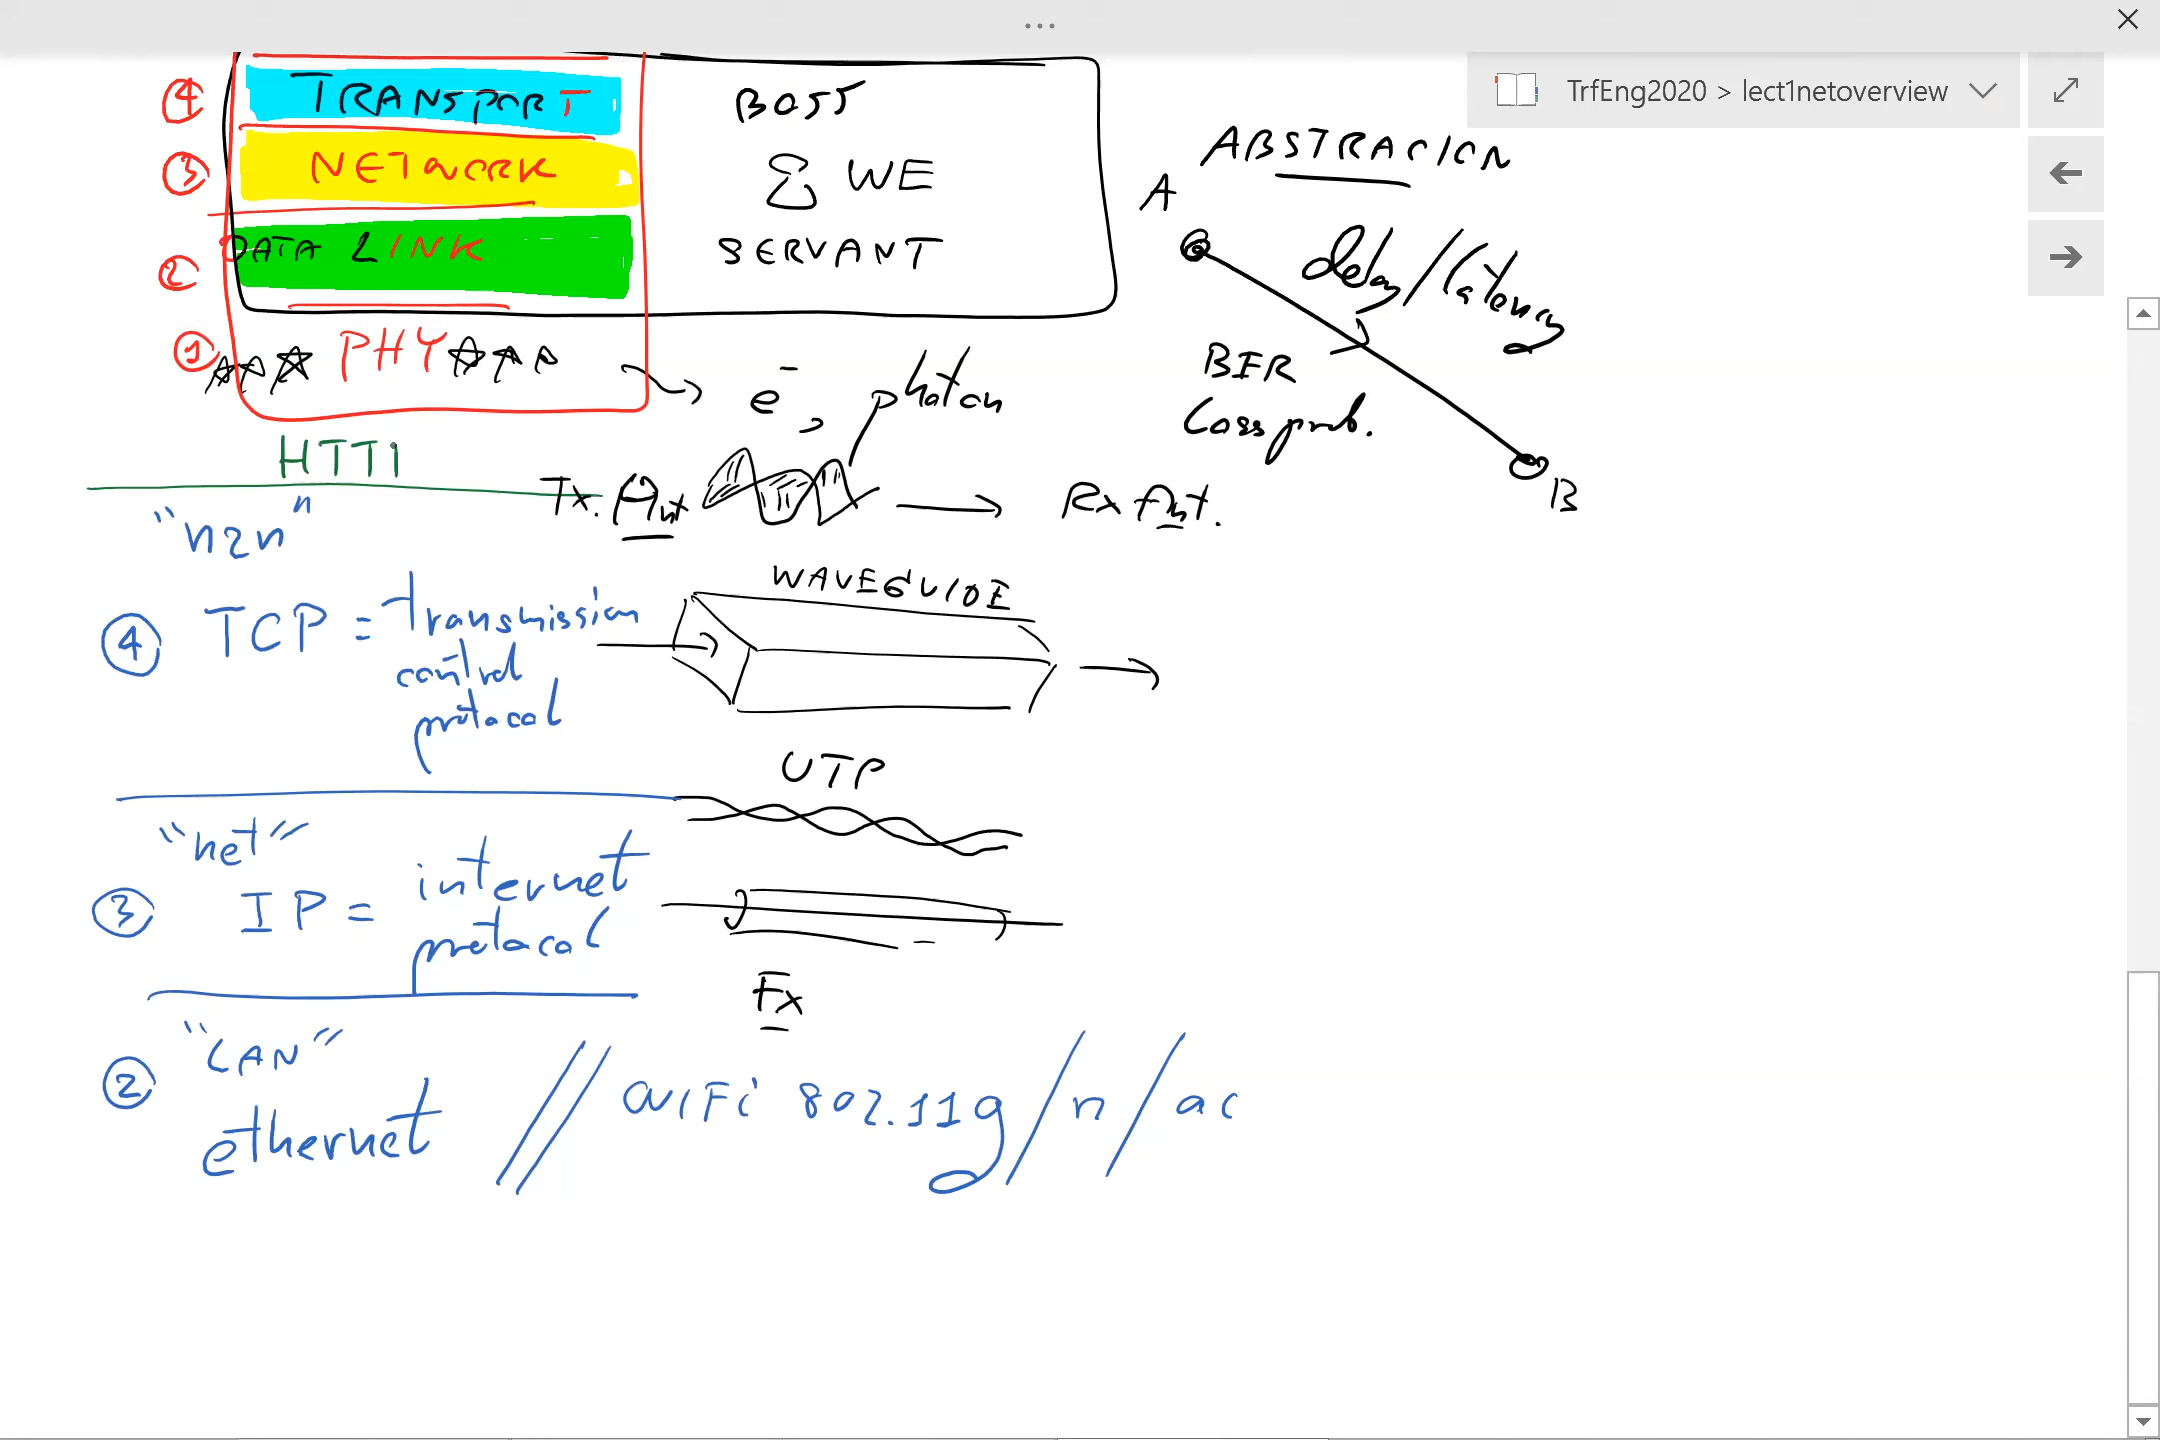 TrfEng2020 > lect1netoverview
④ TRANSPORT BOSS
③ NETWORK WE
② DATA LINK SERVANT
① PHY e⁻, photon
ABSTRACION
A
delay/latency
BER
Loss prob.
B
HTT
Tx. Ant Rx Ant.
"n2n"
n
④ TCP = transmission
control
protocol
WAVEGUIDE
UTP
"net"
③ IP = internet
protocol
Fx
"LAN"
② ethernet // WIFi 802.11g/n/ac